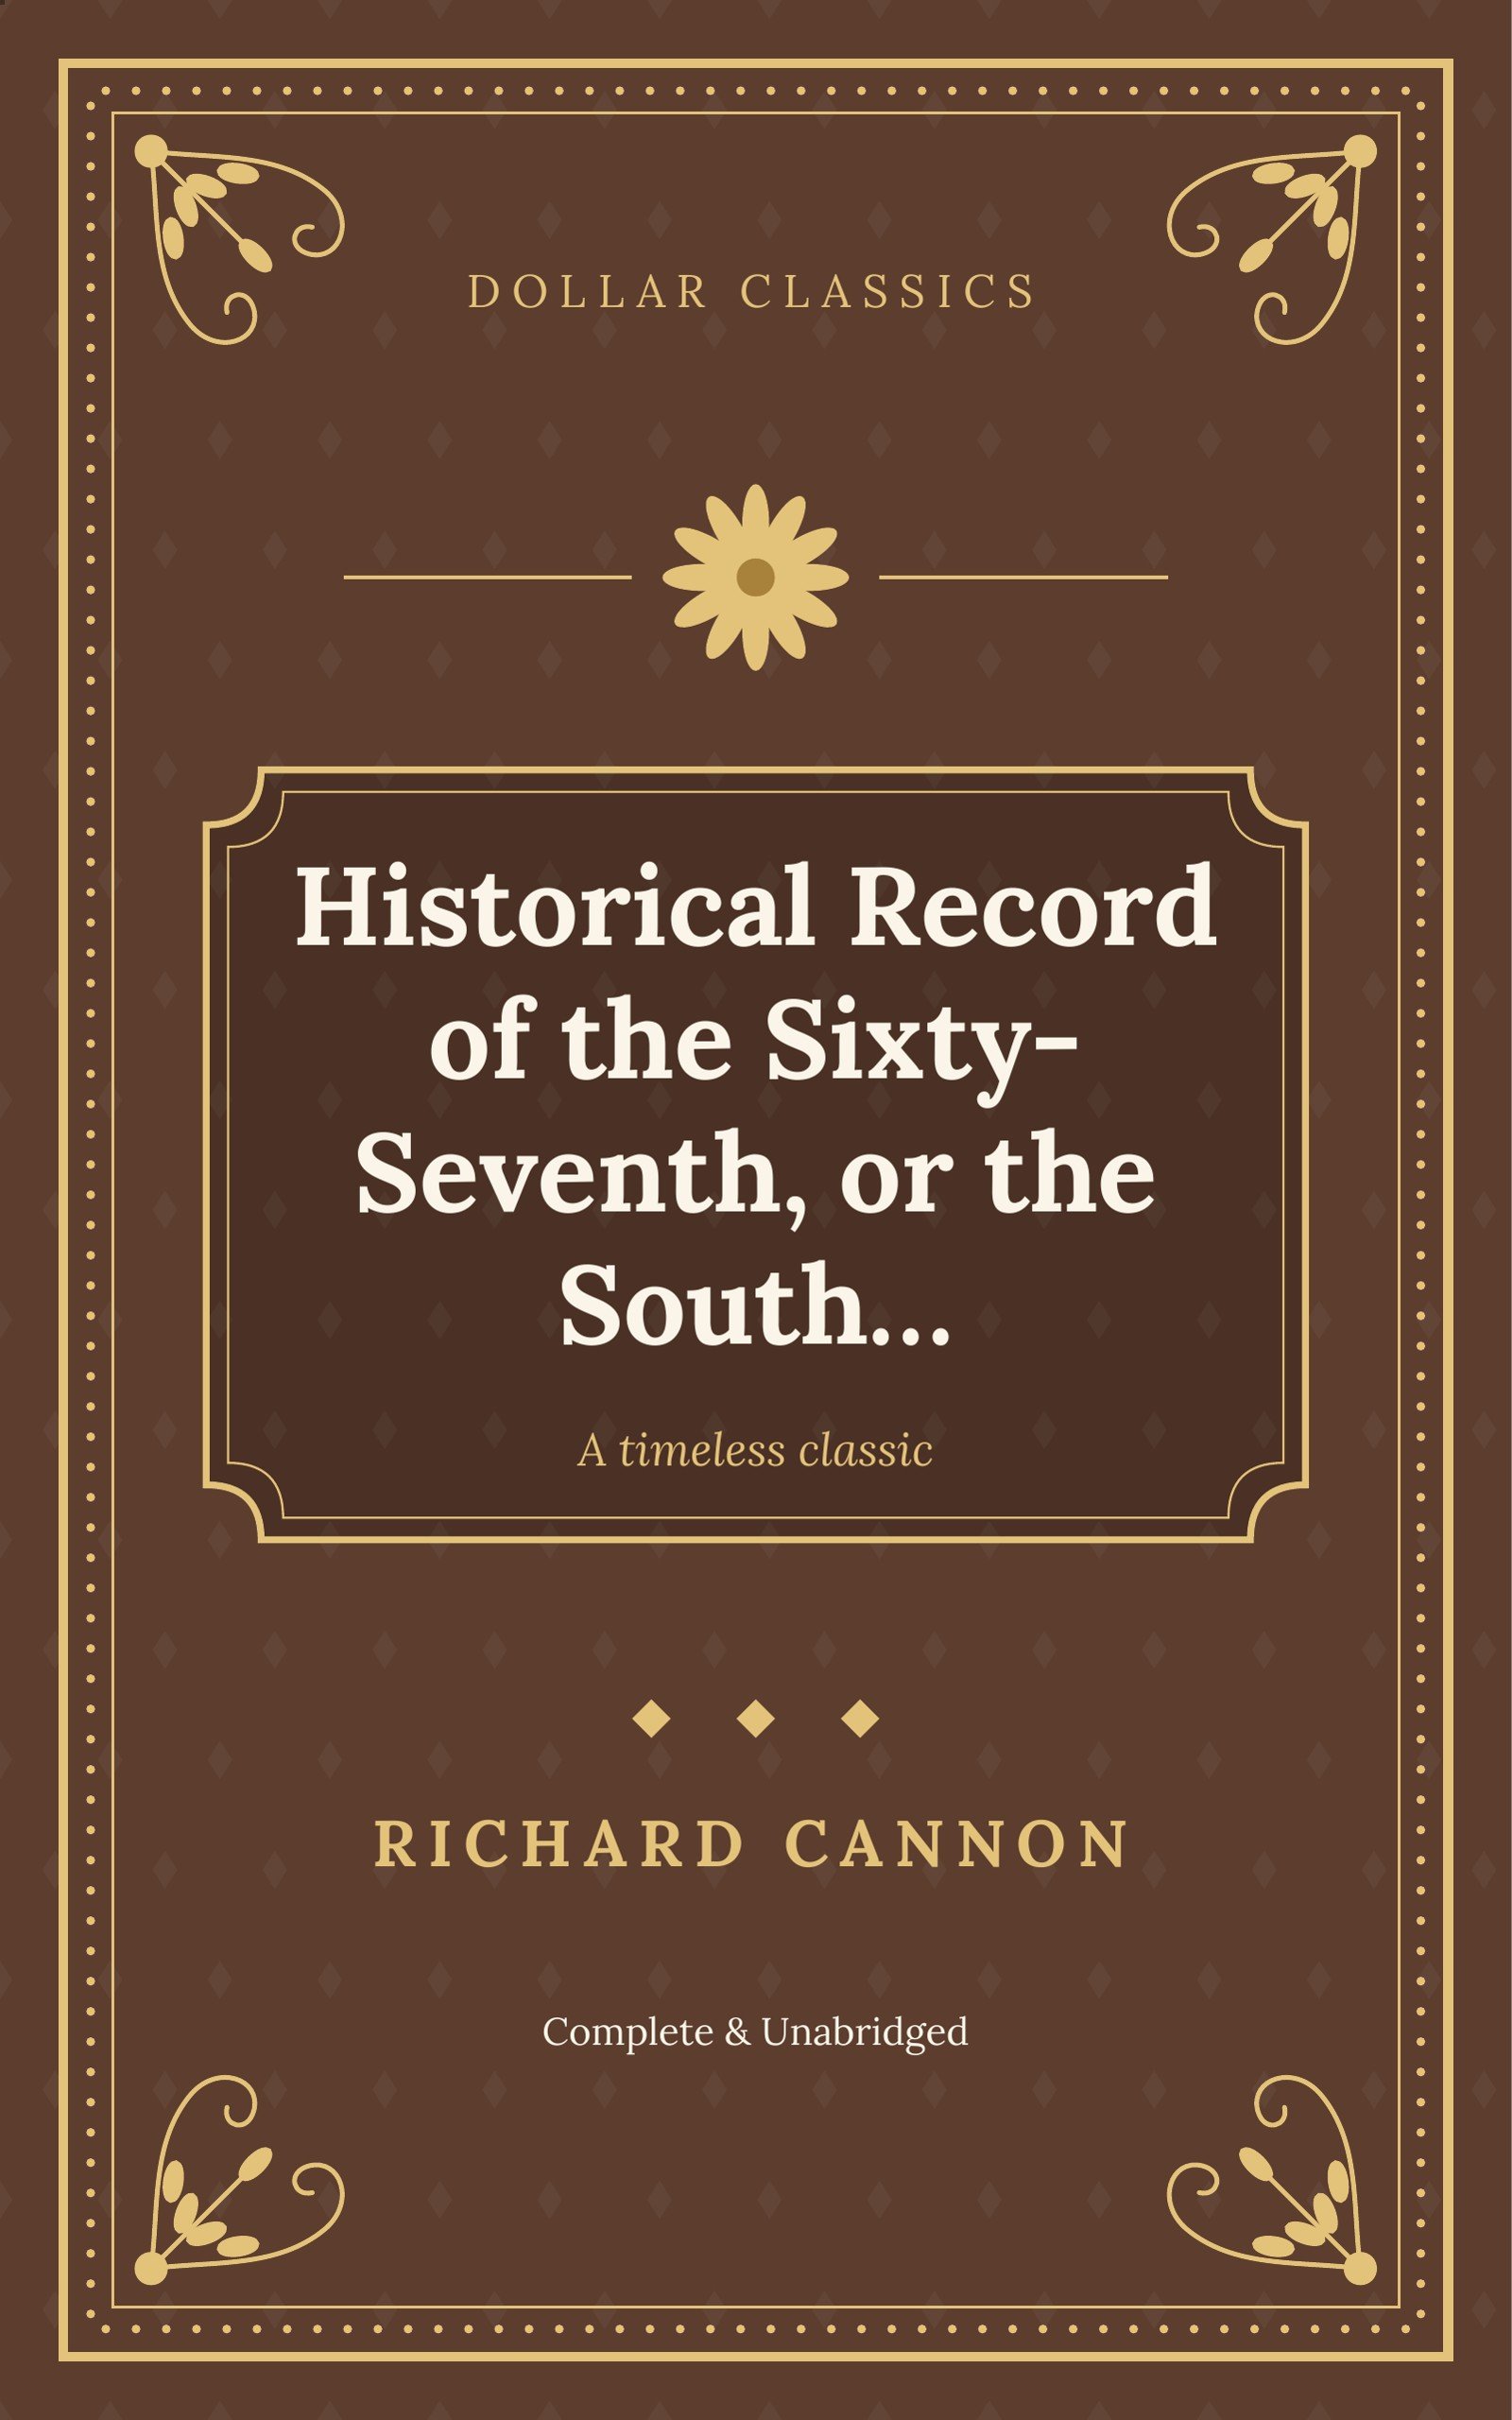 DOLLAR CLASSICS
Historical Record
of the Sixty-
Seventh, or the
South...
A timeless classic
RICHARD CANNON
Complete & Unabridged